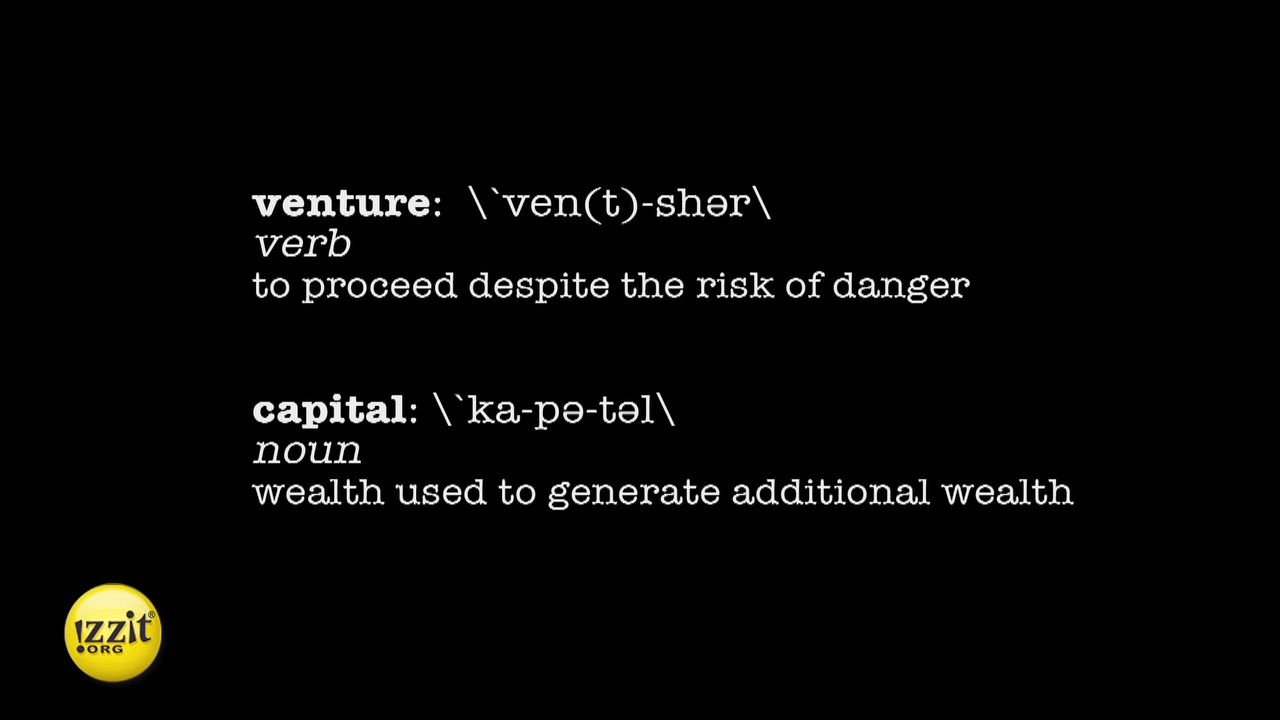 venture: \`ven(t)-shər\
verb
to proceed despite the risk of danger
capital: \`ka-pə-təl\
noun
wealth used to generate additional wealth
!zzit®
.ORG